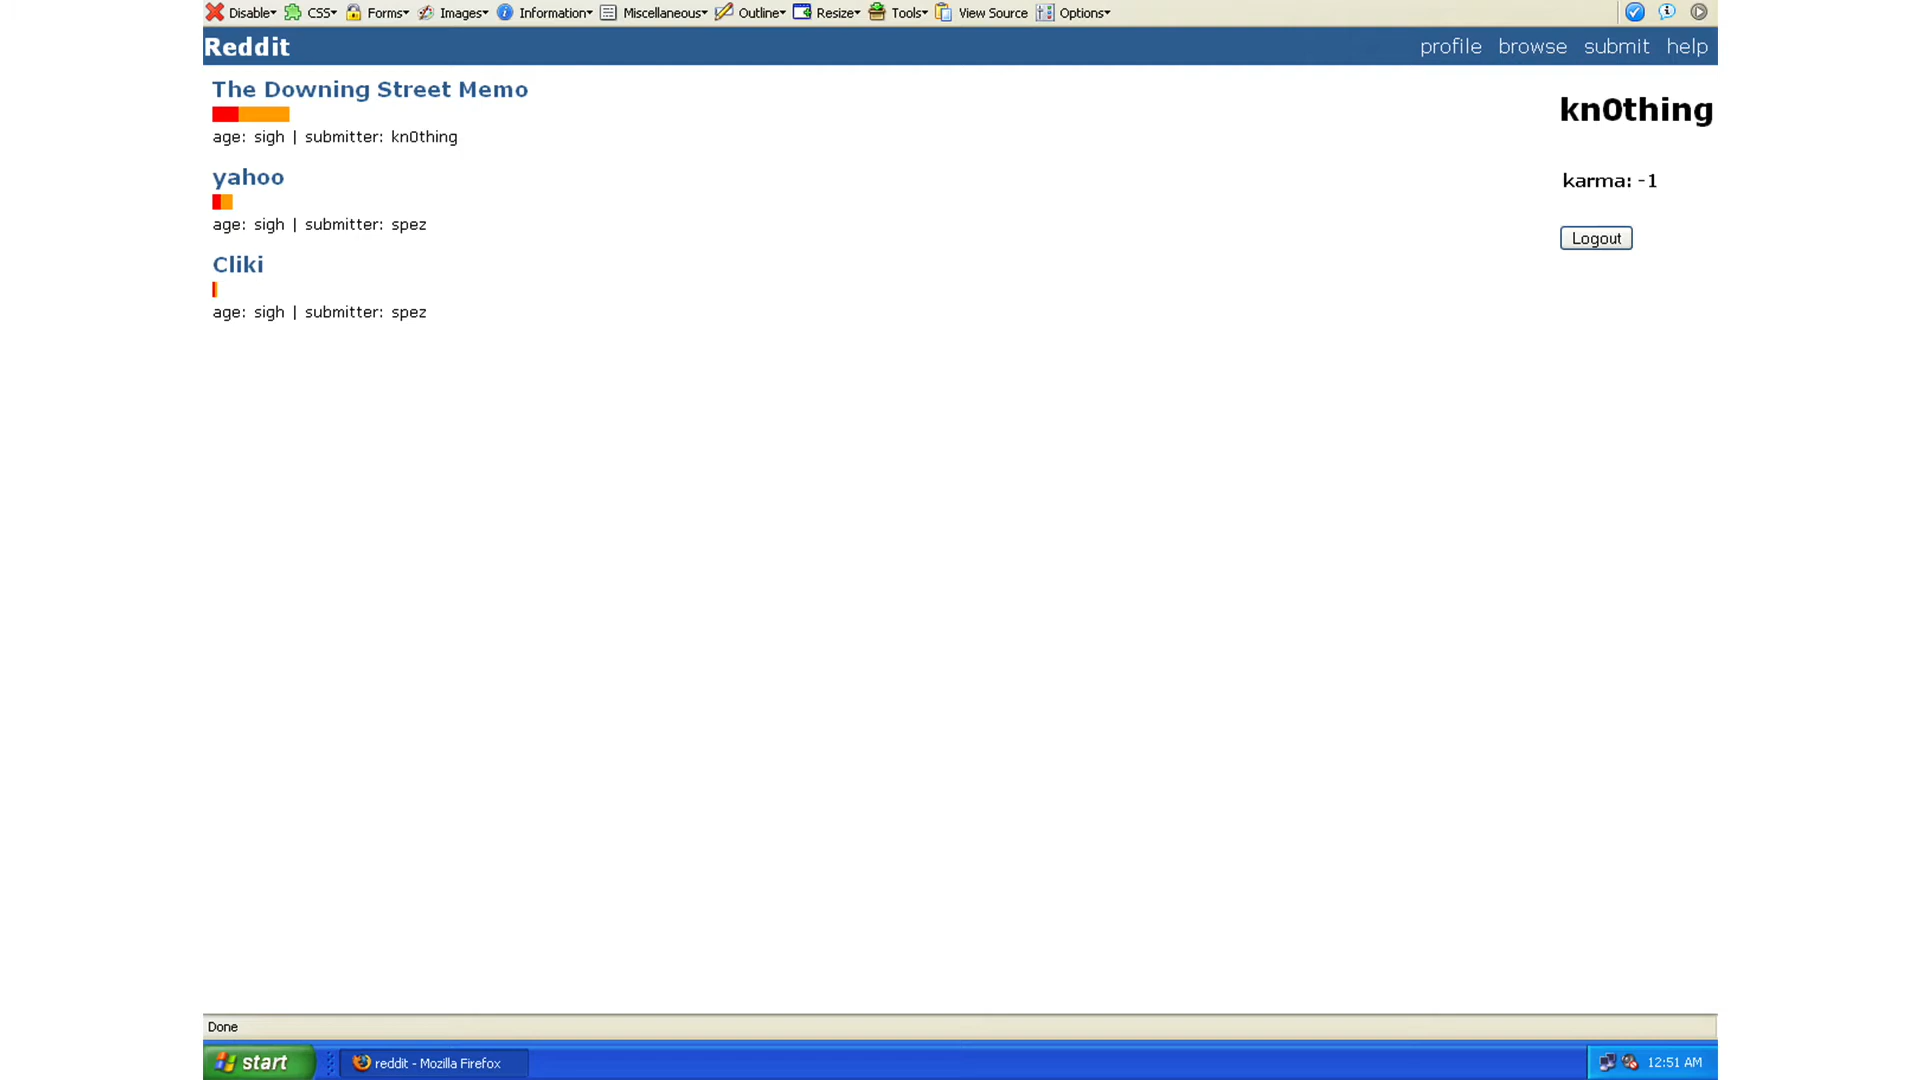 Disable CSS Forms Images Information Miscellaneous Outline Resize Tools View Source Options
Reddit profile browse submit help
The Downing Street Memo
age: sigh | submitter: kn0thing
yahoo
age: sigh | submitter: spez
Cliki
age: sigh | submitter: spez
kn0thing
karma: -1
Logout
Done
start reddit - Mozilla Firefox 12:51 AM